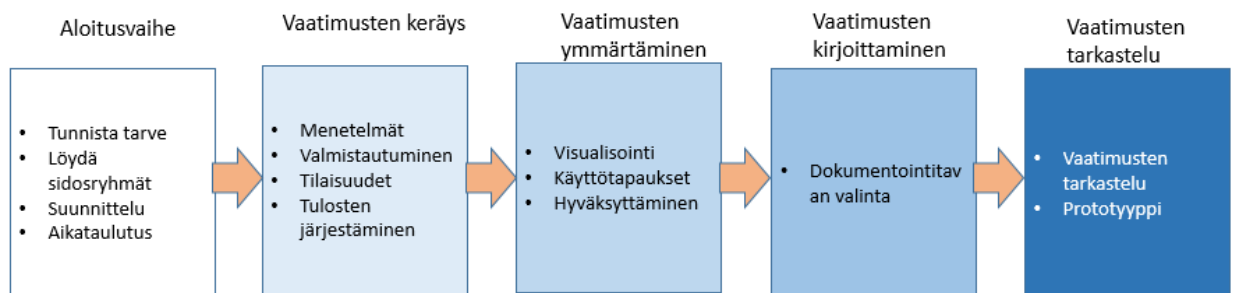 Aloitusvaihe
• Tunnista tarve
• Löydä
sidosryhmät
• Suunnittelu
• Aikataulutus
Vaatimusten keräys
• Menetelmät
• Valmistautuminen
• Tilaisuudet
• Tulosten
järjestäminen
Vaatimusten
ymmärtäminen
• Visualisointi
• Käyttötapaukset
• Hyväksyttäminen
Vaatimusten
kirjoittaminen
• Dokumentointitav
an valinta
Vaatimusten
tarkastelu
• Vaatimusten
tarkastelu
• Prototyyppi